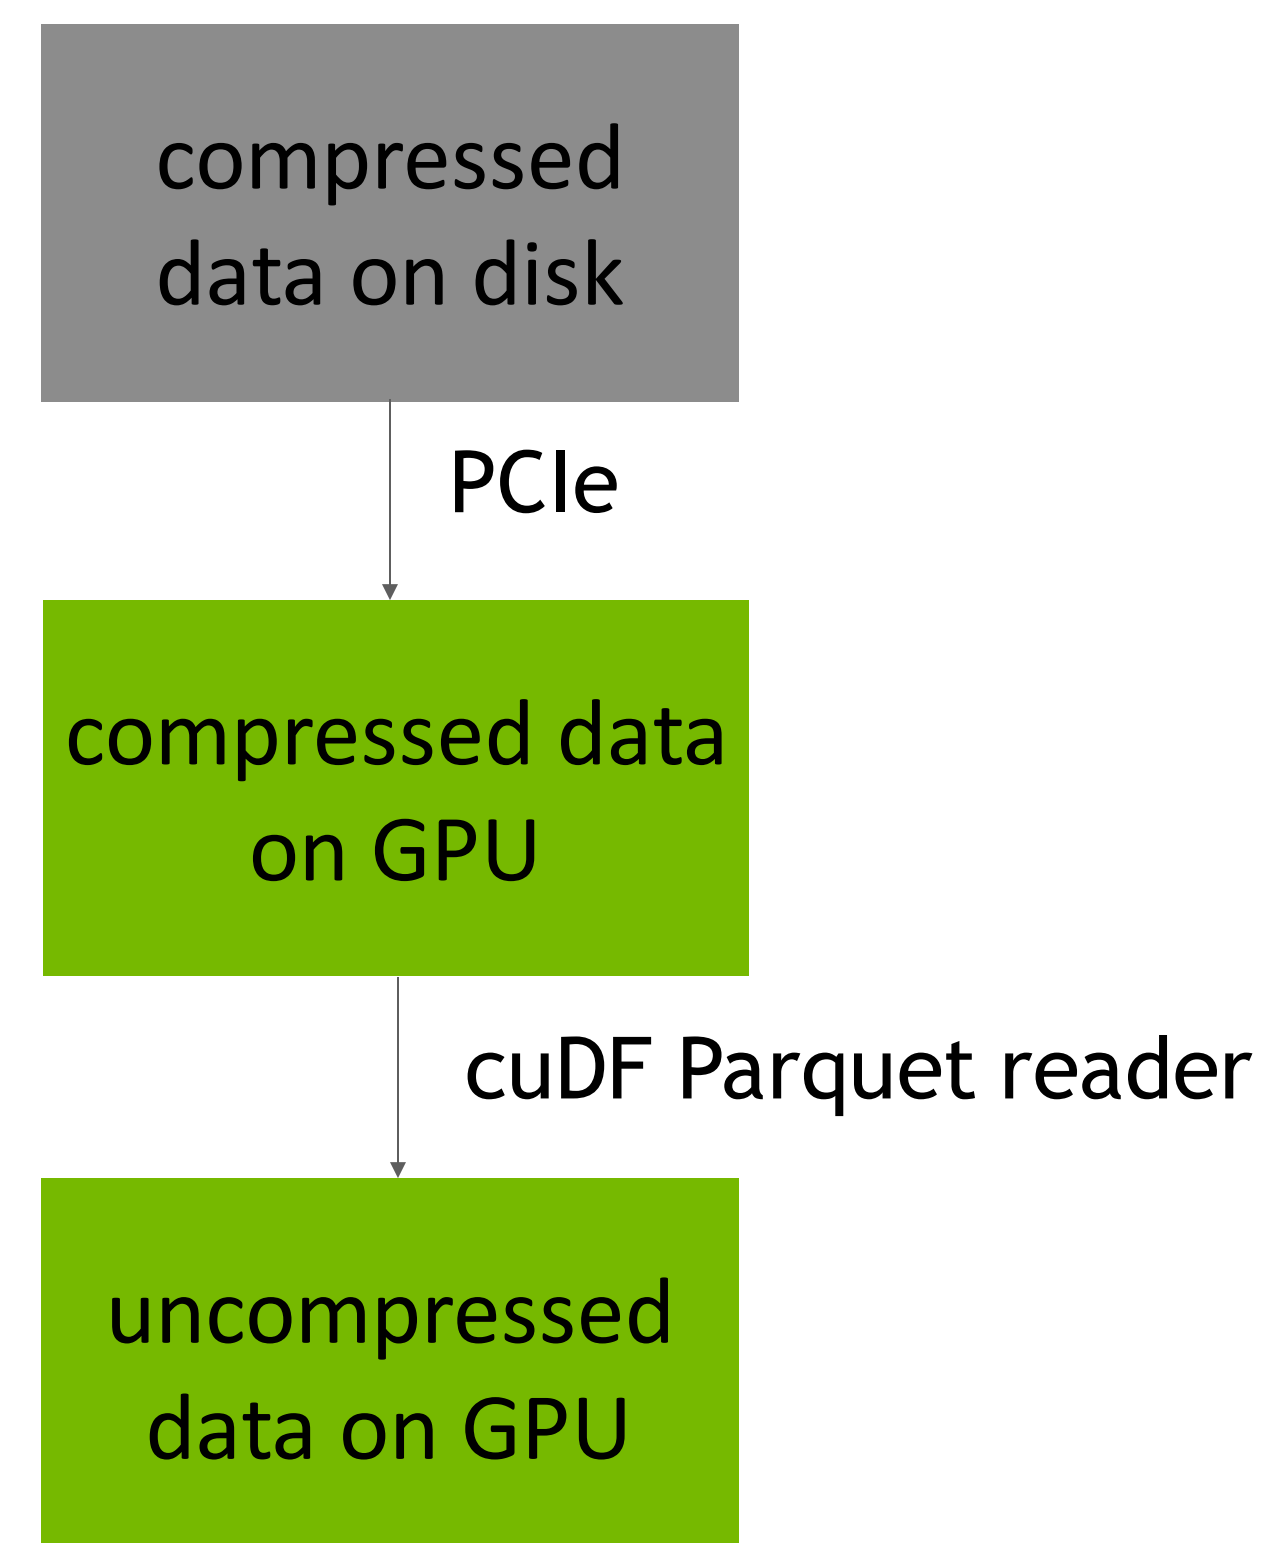 compressed
data on disk
PCIe
compressed data
on GPU
cuDF Parquet reader
uncompressed
data on GPU